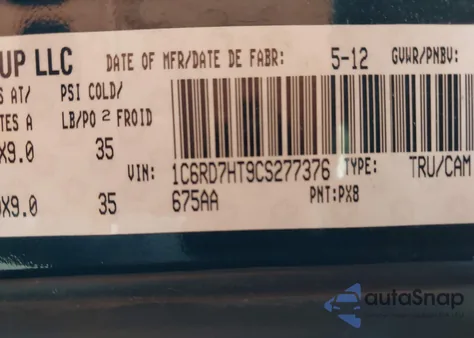 UP LLC DATE OF MFR/DATE DE FABR: 5-12 GVWR/PNBV:
S AT/ PSI COLD/
TES A LB/PO 2 FROID
X9.0 35
VIN: 1C6RD7HT9CS277376 TYPE: TRU/CAM
X9.0 35 675AA PNT:PX8
autoSnap